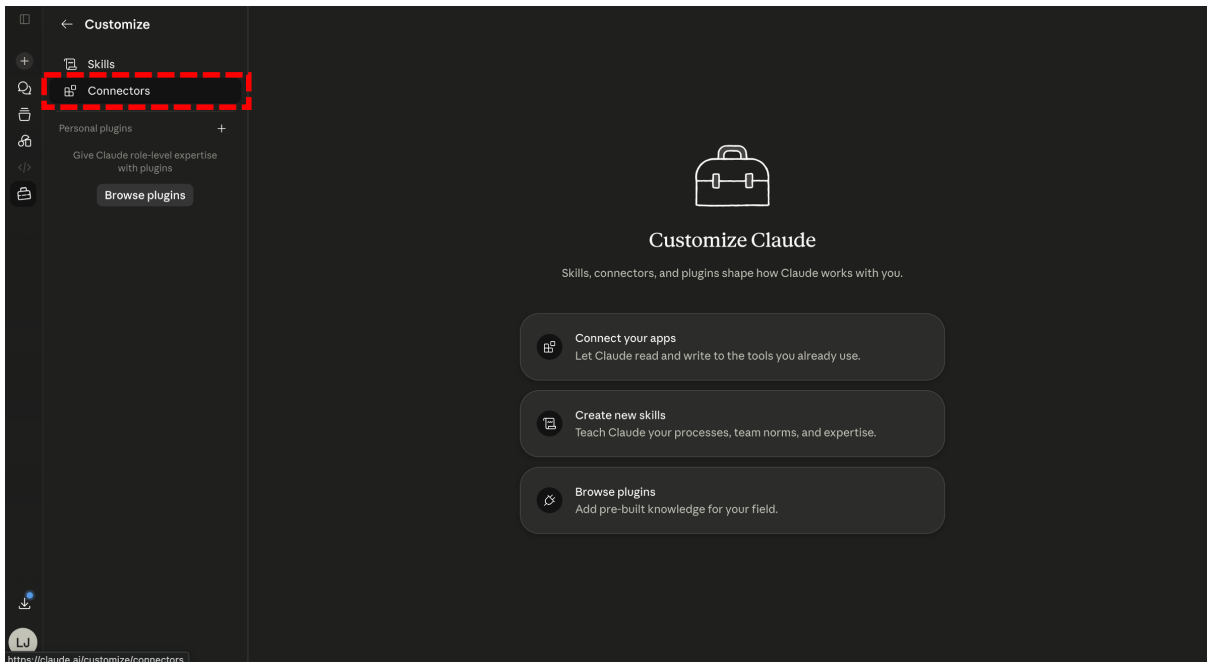 Customize
Skills
Connectors
Personal plugins
Give Claude role-level expertise
with plugins
Browse plugins
Customize Claude
Skills, connectors, and plugins shape how Claude works with you.
Connect your apps
Let Claude read and write to the tools you already use.
Create new skills
Teach Claude your processes, team norms, and expertise.
Browse plugins
Add pre-built knowledge for your field.
LJ
https://claude.ai/customize/connectors